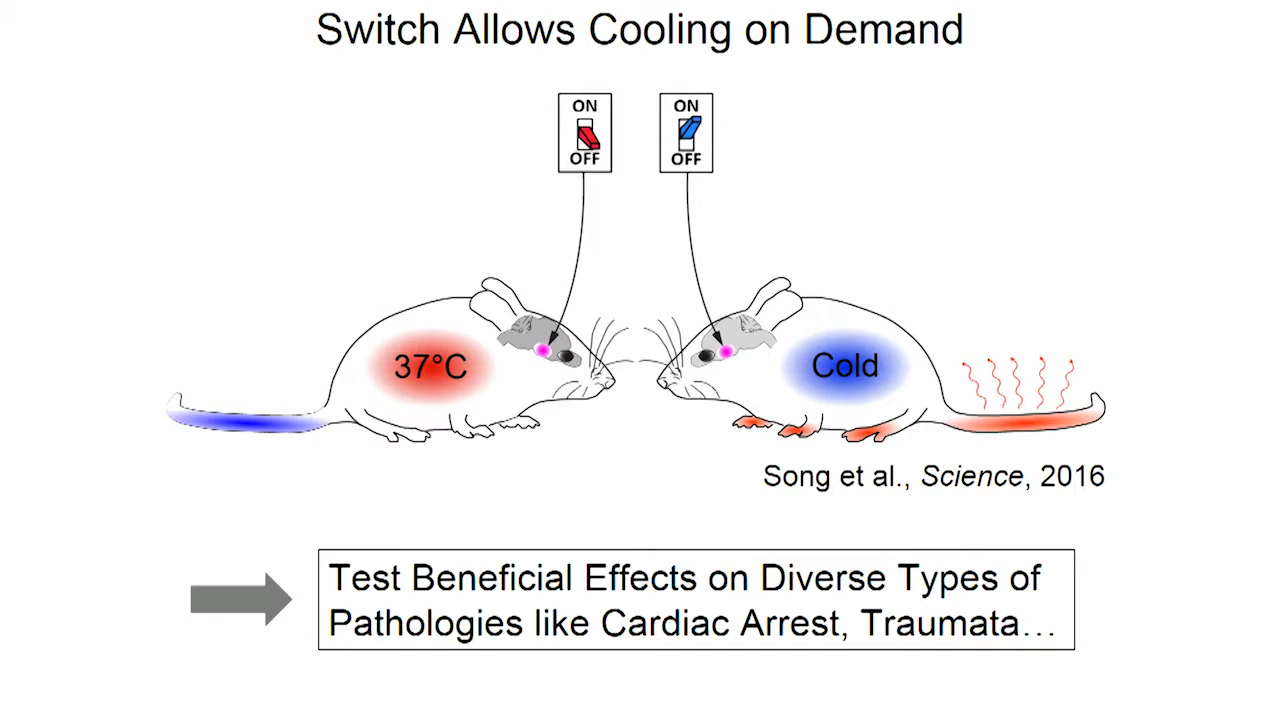 Switch Allows Cooling on Demand
ON
OFF
ON
OFF
37°C
Cold
Song et al., Science, 2016
Test Beneficial Effects on Diverse Types of
Pathologies like Cardiac Arrest, Traumata…